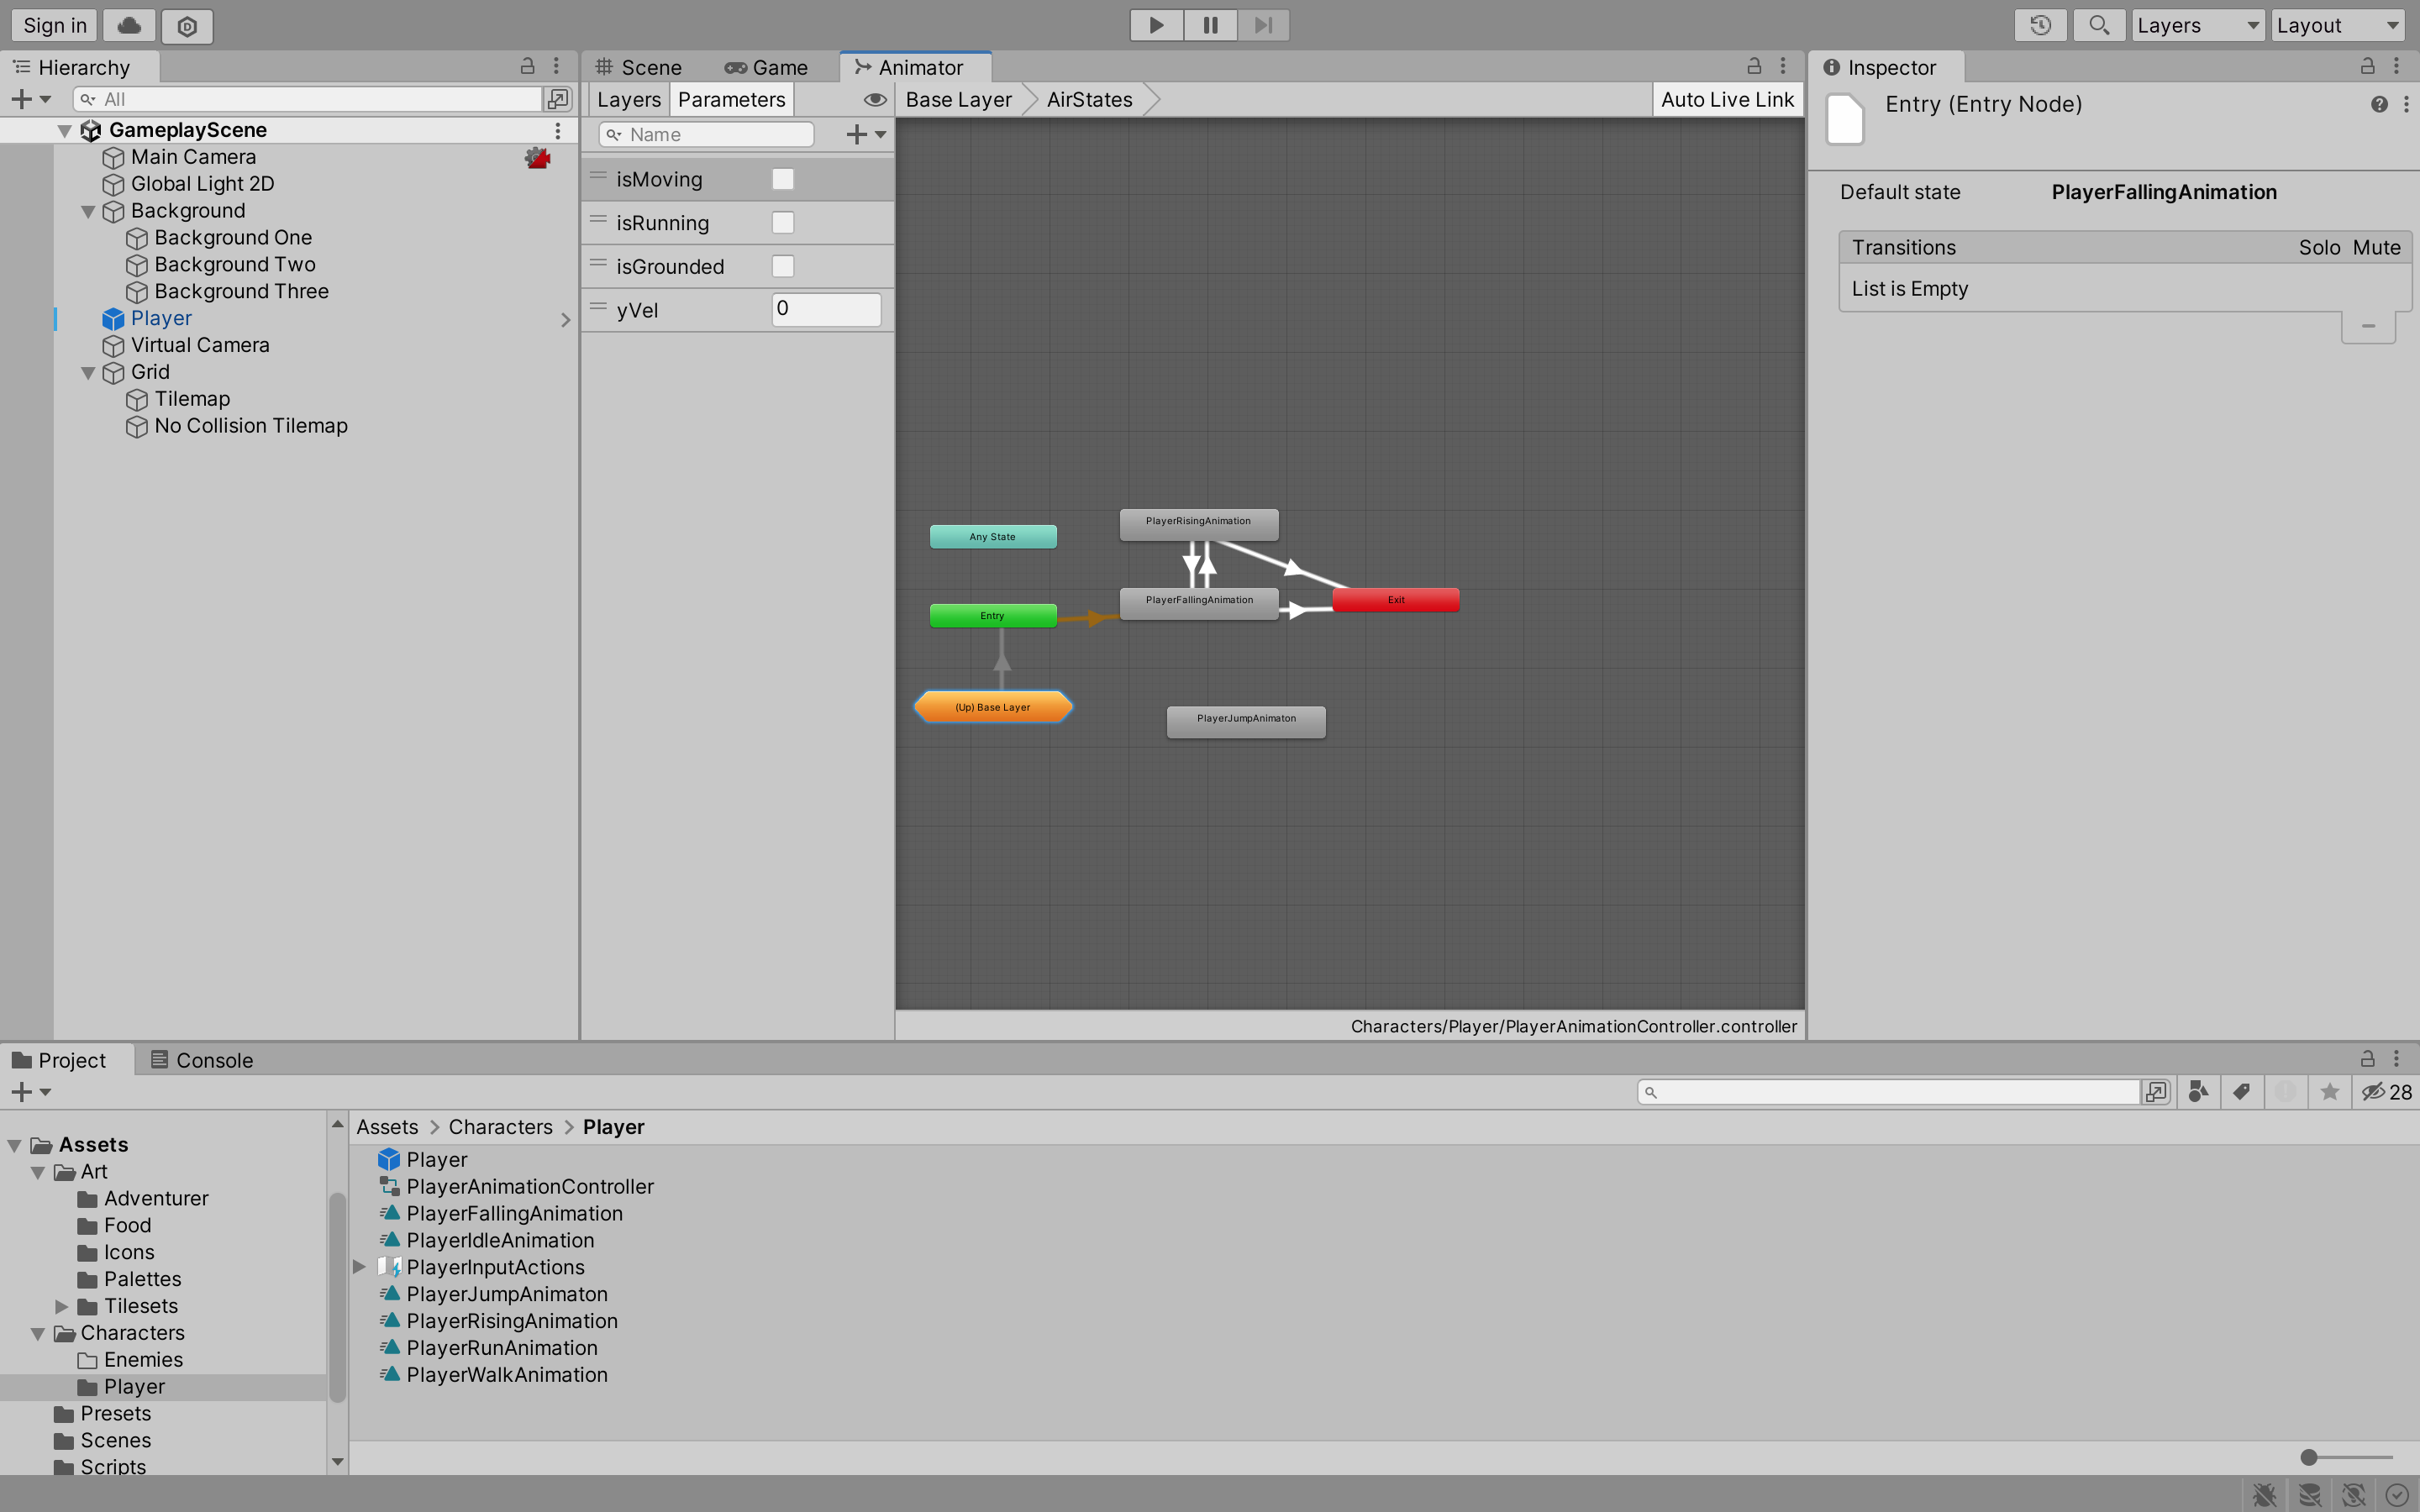 Sign in
Layers
Layout
Hierarchy
Scene
Game
Animator
Inspector
All
Layers
Parameters
Base Layer
AirStates
Auto Live Link
Entry (Entry Node)
GameplayScene
Main Camera
Global Light 2D
Background
Background One
Background Two
Background Three
Player
Virtual Camera
Grid
Tilemap
No Collision Tilemap
Name
isMoving
isRunning
isGrounded
yVel
0
PlayerRisingAnimation
Any State
PlayerFallingAnimation
Exit
Entry
(Up) Base Layer
PlayerJumpAnimaton
Characters/Player/PlayerAnimationController.controller
Default state
PlayerFallingAnimation
Transitions
Solo
Mute
List is Empty
Project
Console
28
Assets
Art
Adventurer
Food
Icons
Palettes
Tilesets
Characters
Enemies
Player
Presets
Scenes
Scripts
Assets > Characters > Player
Player
PlayerAnimationController
PlayerFallingAnimation
PlayerIdleAnimation
PlayerInputActions
PlayerJumpAnimaton
PlayerRisingAnimation
PlayerRunAnimation
PlayerWalkAnimation